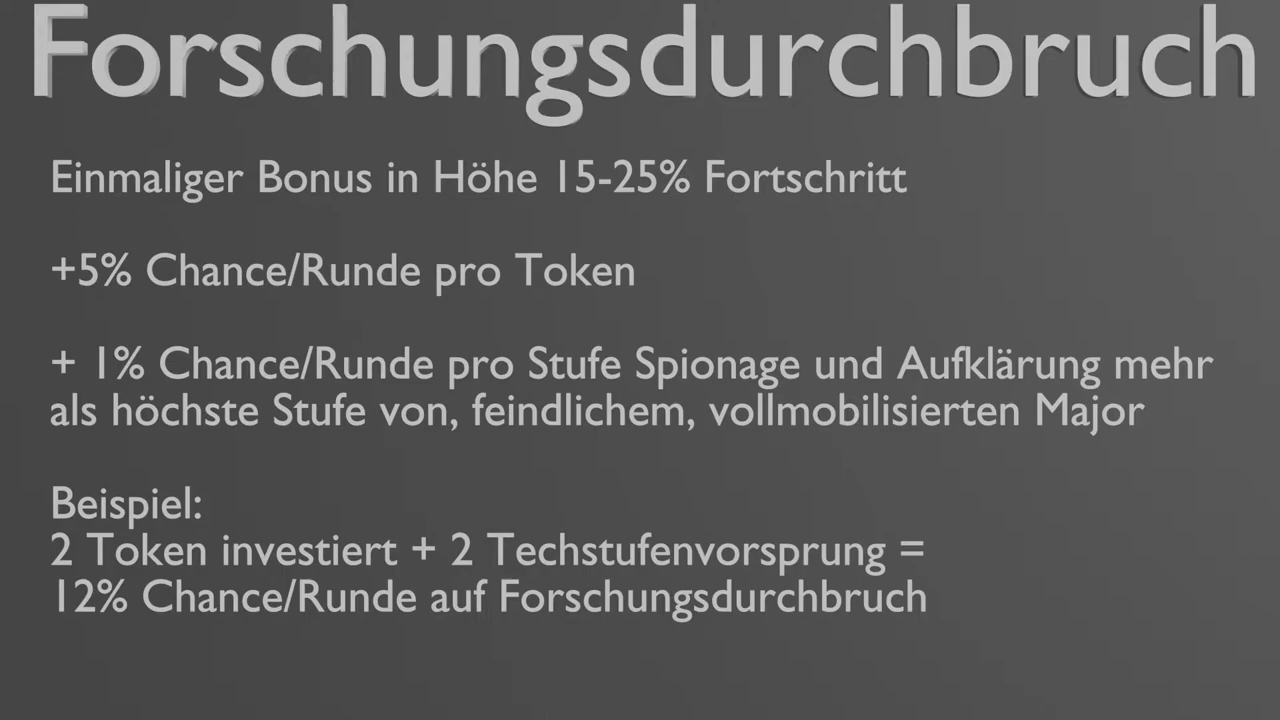 Forschungsdurchbruch
Einmaliger Bonus in Höhe 15-25% Fortschritt
+5% Chance/Runde pro Token
+ 1% Chance/Runde pro Stufe Spionage und Aufklärung mehr
als höchste Stufe von, feindlichem, vollmobilisierten Major
Beispiel:
2 Token investiert + 2 Techstufenvorsprung =
12% Chance/Runde auf Forschungsdurchbruch